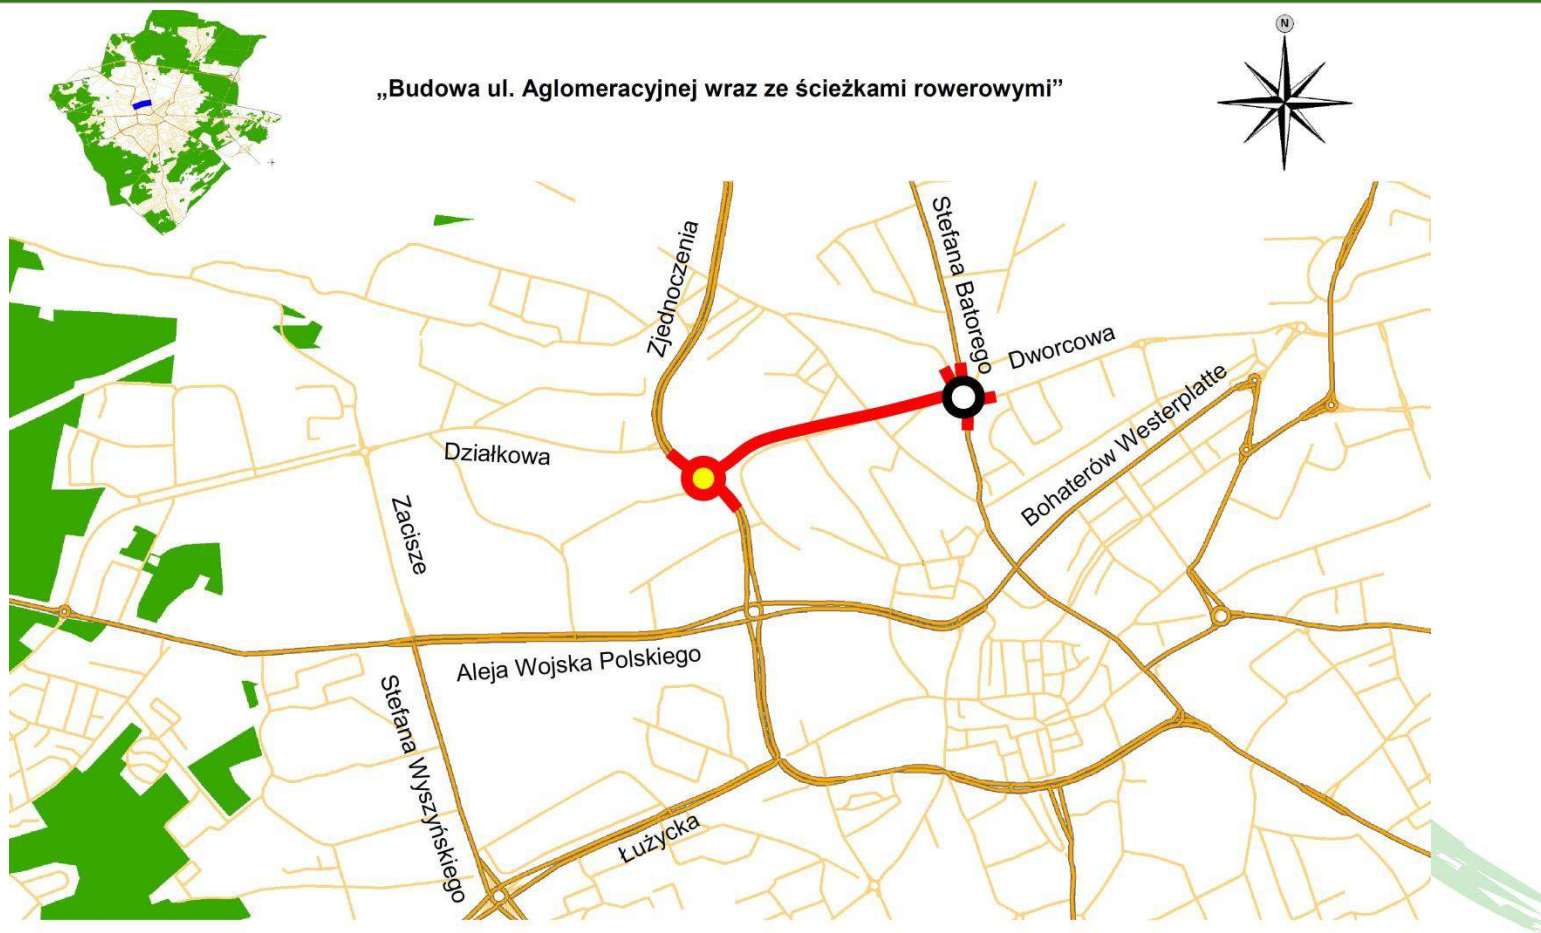 N
„Budowa ul. Aglomeracyjnej wraz ze ścieżkami rowerowymi”
Zjednoczenia
Stefana Batorego
Dworcowa
Bohaterów Westerplatte
Działkowa
Zacisze
Aleja Wojska Polskiego
Stefana Wyszyńskiego
Łużycka